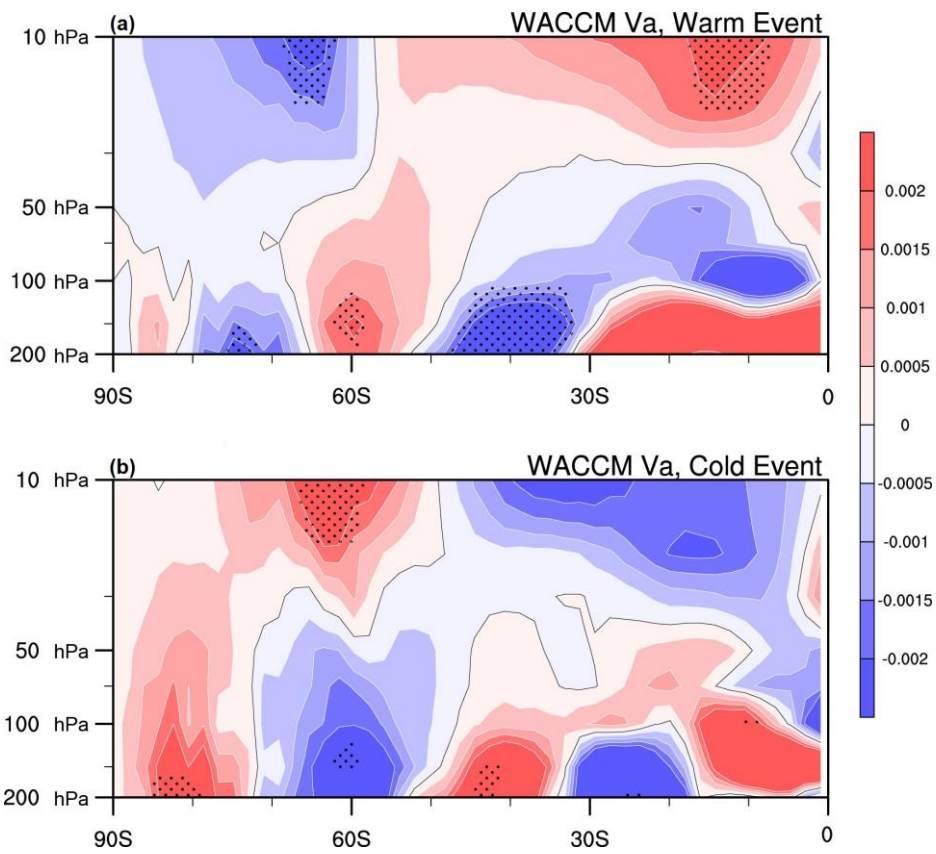 (a)
WACCM Va, Warm Event
10 hPa
50 hPa
100 hPa
200 hPa
90S 60S 30S 0
(b)
WACCM Va, Cold Event
10 hPa
50 hPa
100 hPa
200 hPa
90S 60S 30S 0
0.002
0.0015
0.001
0.0005
0
-0.0005
-0.001
-0.0015
-0.002